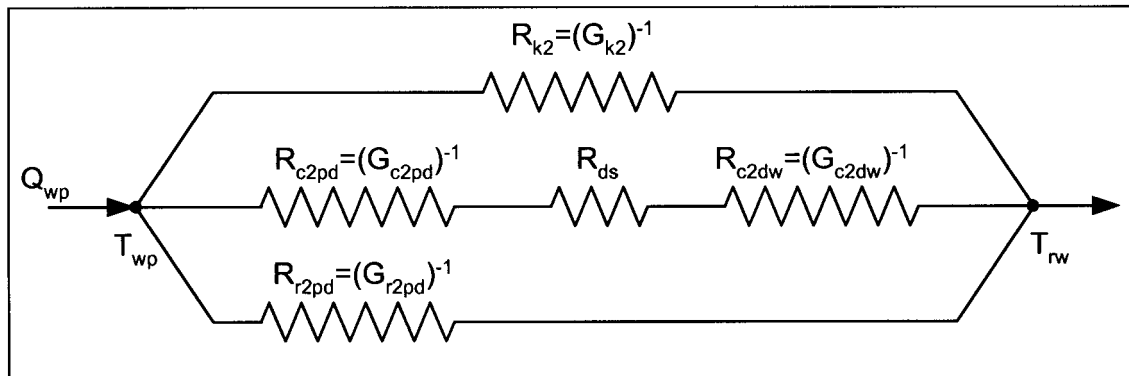 R_k2=(G_k2)^-1
R_c2pd=(G_c2pd)^-1 R_ds R_c2dw=(G_c2dw)^-1
Q_wp
T_wp T_rw
R_r2pd=(G_r2pd)^-1